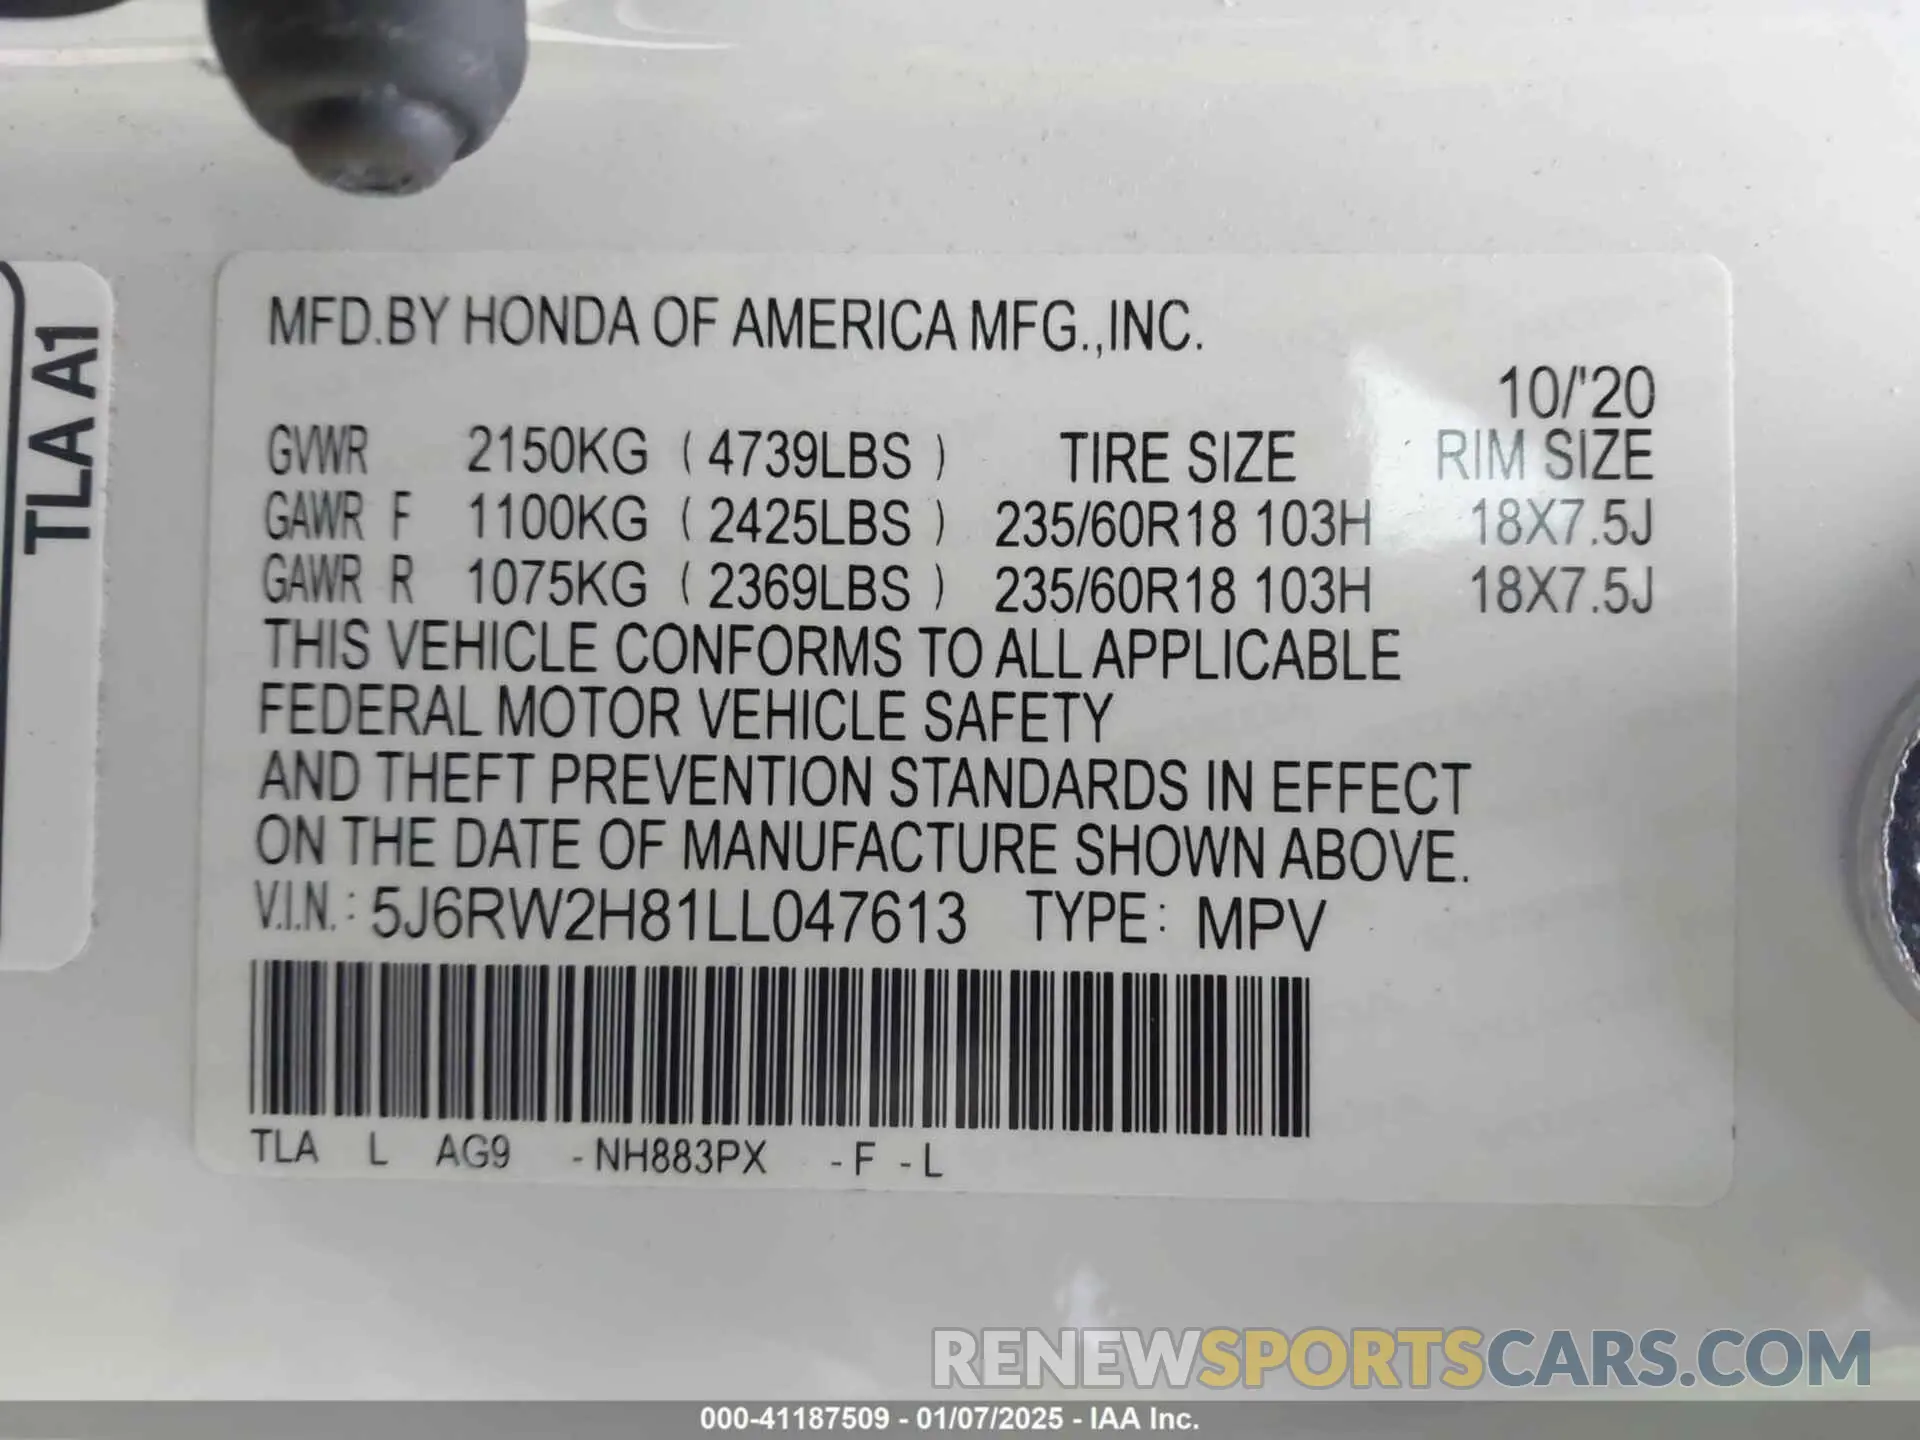 TLA A1
MFD.BY HONDA OF AMERICA MFG.,INC.
10/'20
GVWR 2150KG ( 4739LBS ) TIRE SIZE RIM SIZE
GAWR F 1100KG ( 2425LBS ) 235/60R18 103H 18X7.5J
GAWR R 1075KG ( 2369LBS ) 235/60R18 103H 18X7.5J
THIS VEHICLE CONFORMS TO ALL APPLICABLE
FEDERAL MOTOR VEHICLE SAFETY
AND THEFT PREVENTION STANDARDS IN EFFECT
ON THE DATE OF MANUFACTURE SHOWN ABOVE.
V.I.N.: 5J6RW2H81LL047613 TYPE: MPV
TLA L AG9 -NH883PX -F -L
RENEWSPORTSCARS.COM
000-41187509 - 01/07/2025 - IAA Inc.